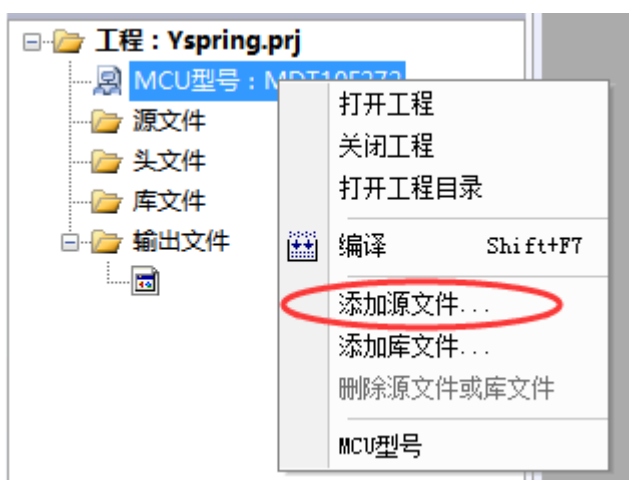 工程：Yspring.prj
MCU型号：MDT10F272
源文件
头文件
库文件
输出文件
打开工程
关闭工程
打开工程目录
编译 Shift+F7
添加源文件...
添加库文件...
删除源文件或库文件
MCU型号